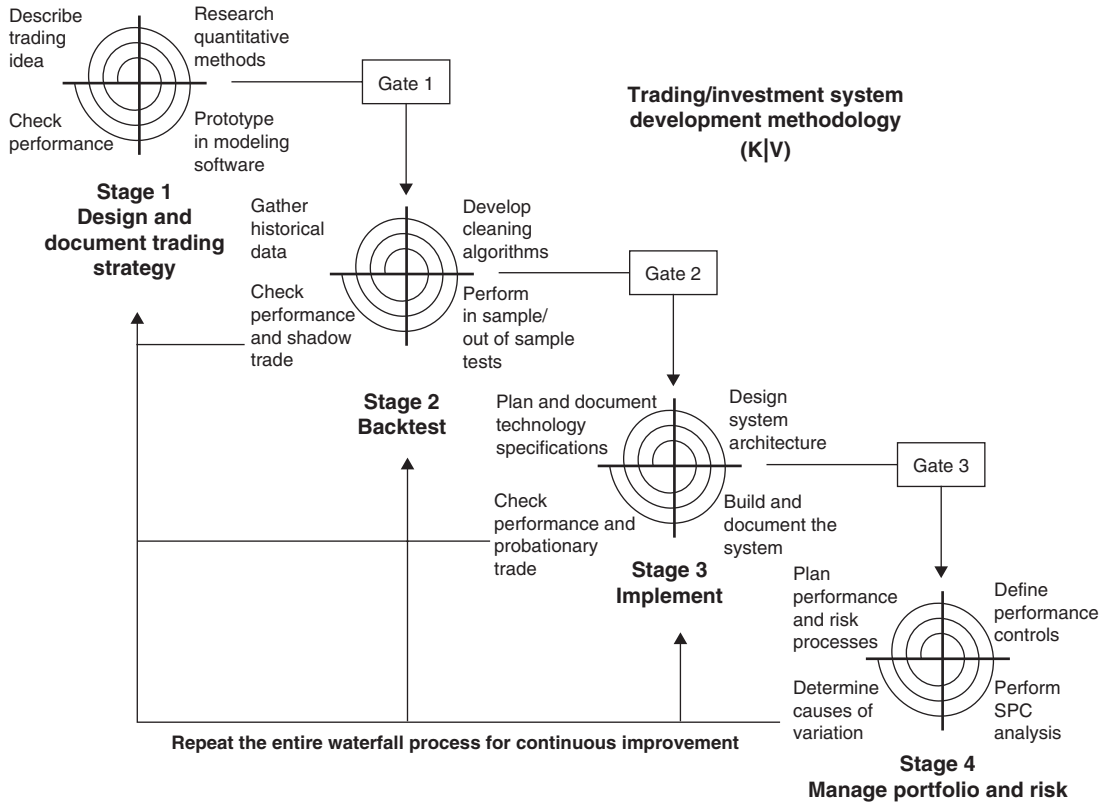 Describe
trading
idea
Research
quantitative
methods
Check
performance
Prototype
in modeling
software
Gate 1
Stage 1
Design and
document trading
strategy
Trading/investment system
development methodology
(K|V)
Gather
historical
data
Develop
cleaning
algorithms
Check
performance
and shadow
trade
Perform
in sample/
out of sample
tests
Gate 2
Stage 2
Backtest
Plan and document
technology
specifications
Design
system
architecture
Check
performance and
probationary
trade
Build and
document the
system
Gate 3
Stage 3
Implement
Plan
performance
and risk
processes
Define
performance
controls
Determine
causes of
variation
Perform
SPC
analysis
Stage 4
Manage portfolio and risk
Repeat the entire waterfall process for continuous improvement